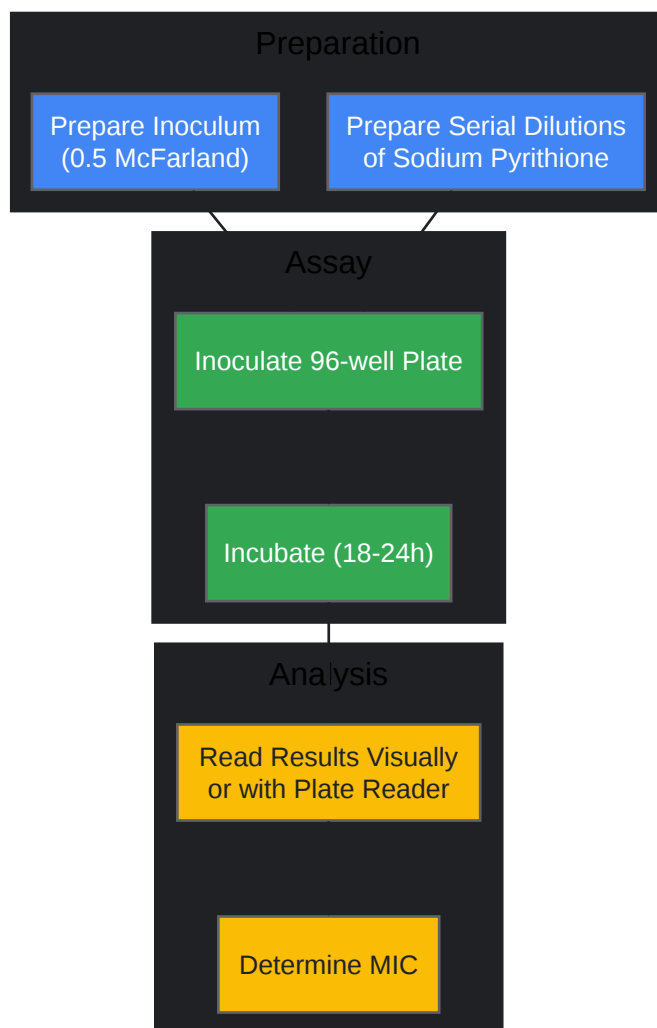 Preparation
Prepare Inoculum
(0.5 McFarland)
Prepare Serial Dilutions
of Sodium Pyrithione
Assay
Inoculate 96-well Plate
Incubate (18-24h)
Analysis
Read Results Visually
or with Plate Reader
Determine MIC